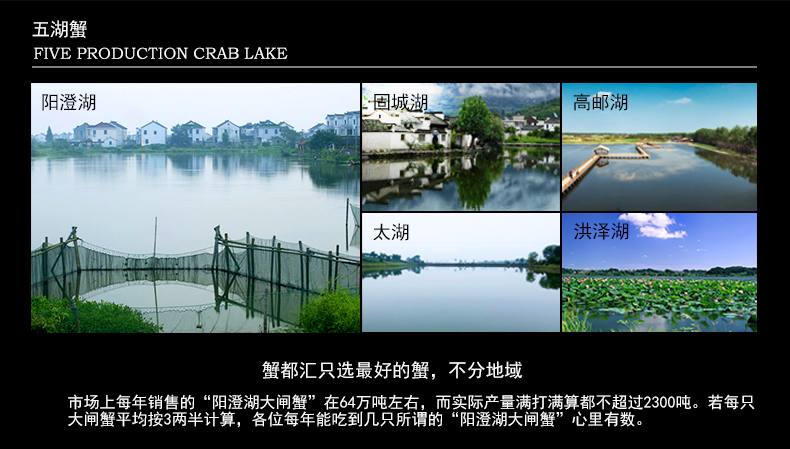 五湖蟹
FIVE PRODUCTION CRAB LAKE
阳澄湖
固城湖
高邮湖
太湖
洪泽湖
蟹都汇只选最好的蟹，不分地域
市场上每年销售的“阳澄湖大闸蟹”在64万吨左右，而实际产量满打满算都不超过2300吨。若每只
大闸蟹平均按3两半计算，各位每年能吃到几只所谓的“阳澄湖大闸蟹”心里有数。